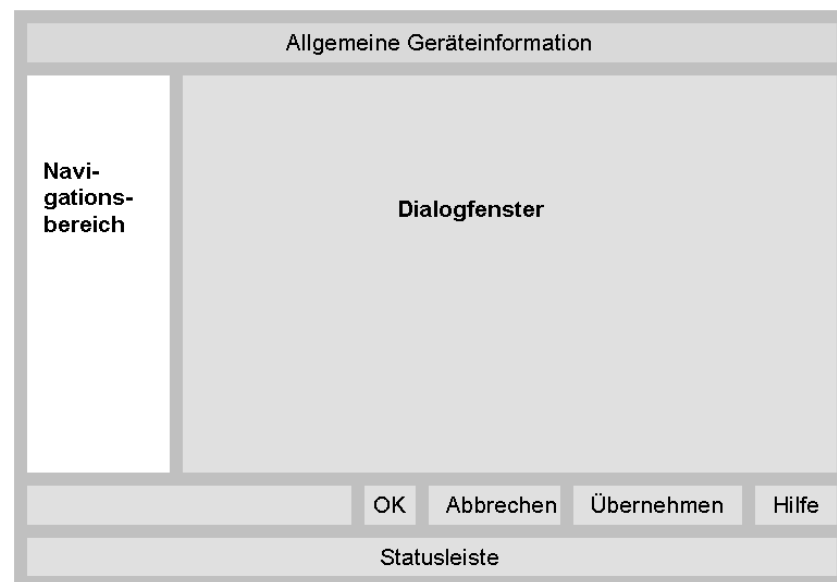 Allgemeine Geräteinformation
Navi-
gations-
bereich
Dialogfenster
OK
Abbrechen
Übernehmen
Hilfe
Statusleiste